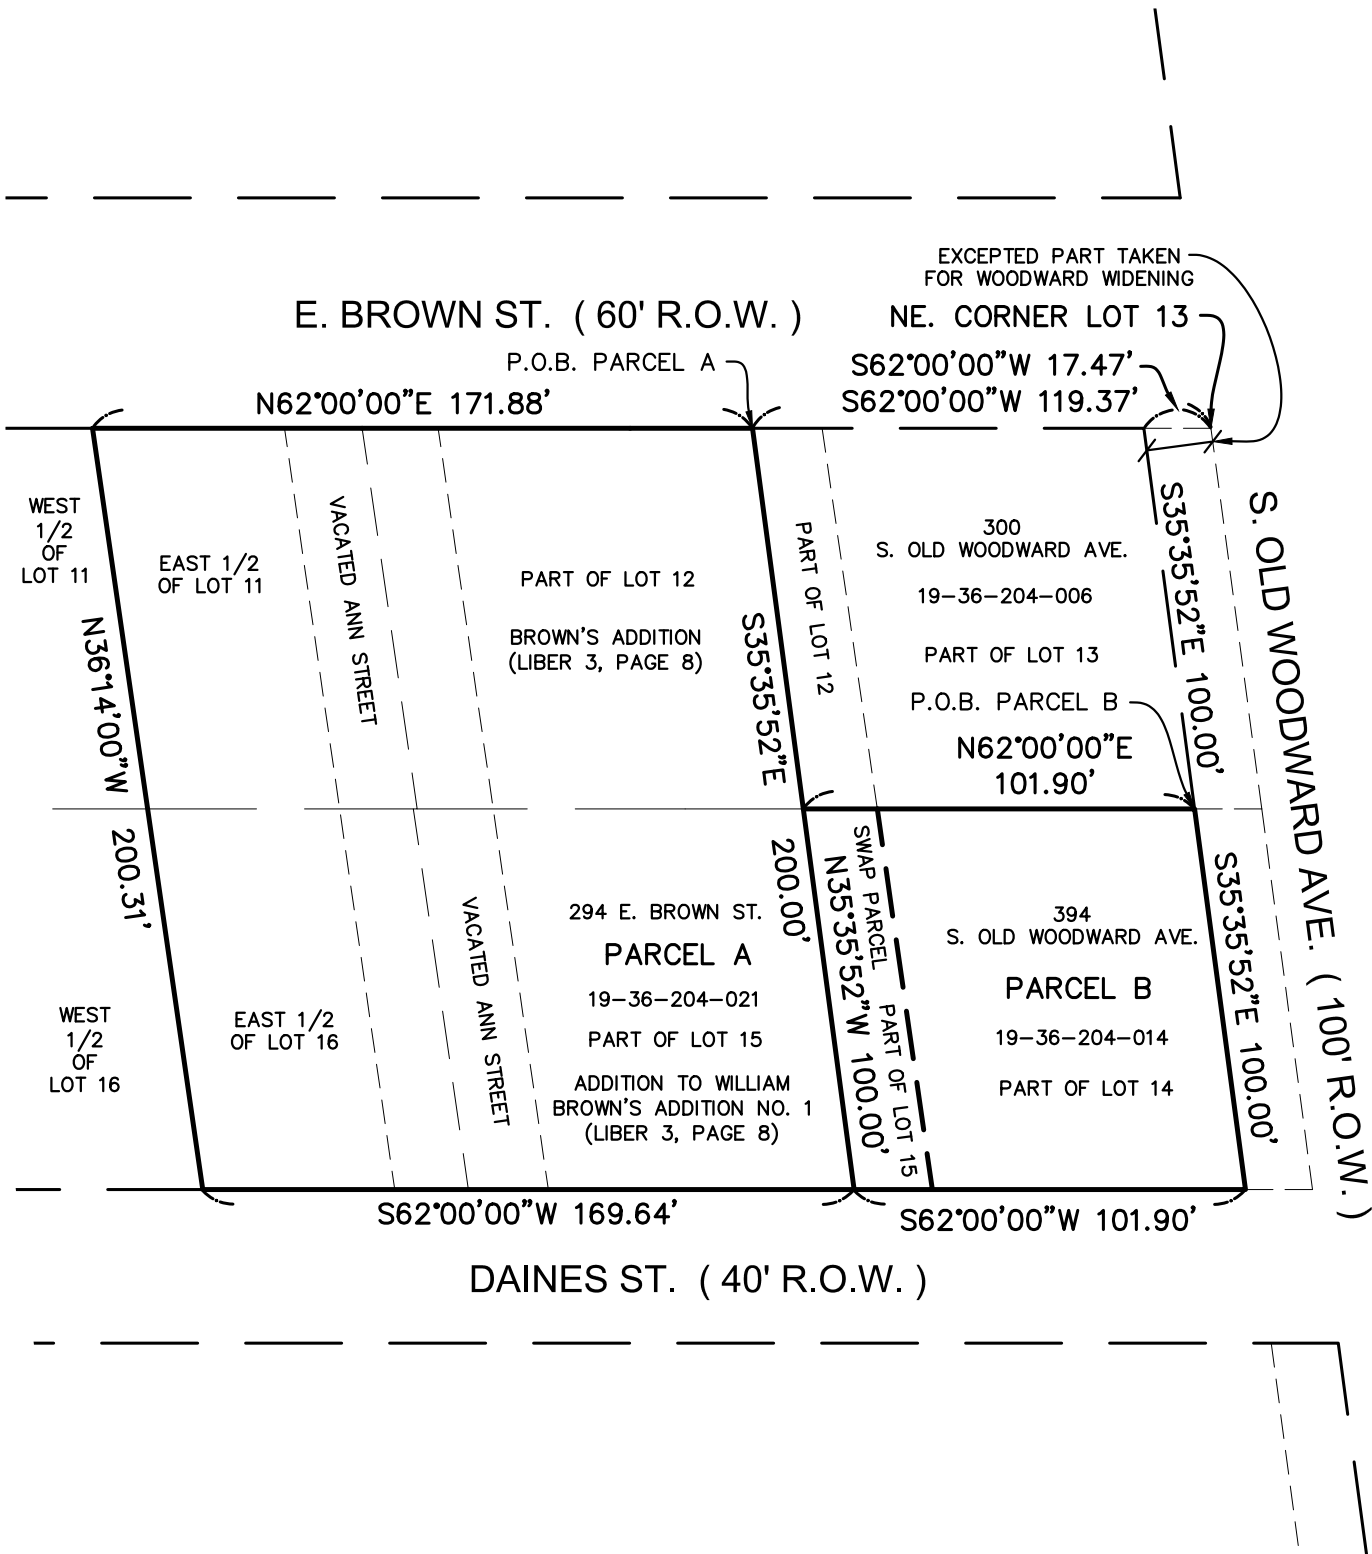 EXCEPTED PART TAKEN
FOR WOODWARD WIDENING
E. BROWN ST. ( 60' R.O.W. )
NE. CORNER LOT 13
P.O.B. PARCEL A
S62°00'00"W 17.47'
N62°00'00"E 171.88'
S62°00'00"W 119.37'
WEST
1/2
OF
LOT 11
EAST 1/2
OF LOT 11
VACATED ANN STREET
PART OF LOT 12
BROWN'S ADDITION
(LIBER 3, PAGE 8)
PART OF LOT 12
300
S. OLD WOODWARD AVE.
19-36-204-006
PART OF LOT 13
P.O.B. PARCEL B
N62°00'00"E
101.90'
S35°35'52"E 100.00'
S. OLD WOODWARD AVE. ( 100' R.O.W. )
N36°14'00"W 200.31'
S35°35'52"E 200.00'
WEST
1/2
OF
LOT 16
EAST 1/2
OF LOT 16
VACATED ANN STREET
294 E. BROWN ST.
PARCEL A
19-36-204-021
PART OF LOT 15
ADDITION TO WILLIAM
BROWN'S ADDITION NO. 1
(LIBER 3, PAGE 8)
N35°35'52"W 100.00'
SWAP PARCEL PART OF LOT 15
394
S. OLD WOODWARD AVE.
PARCEL B
19-36-204-014
PART OF LOT 14
S35°35'52"E 100.00'
S62°00'00"W 169.64'
S62°00'00"W 101.90'
DAINES ST. ( 40' R.O.W. )